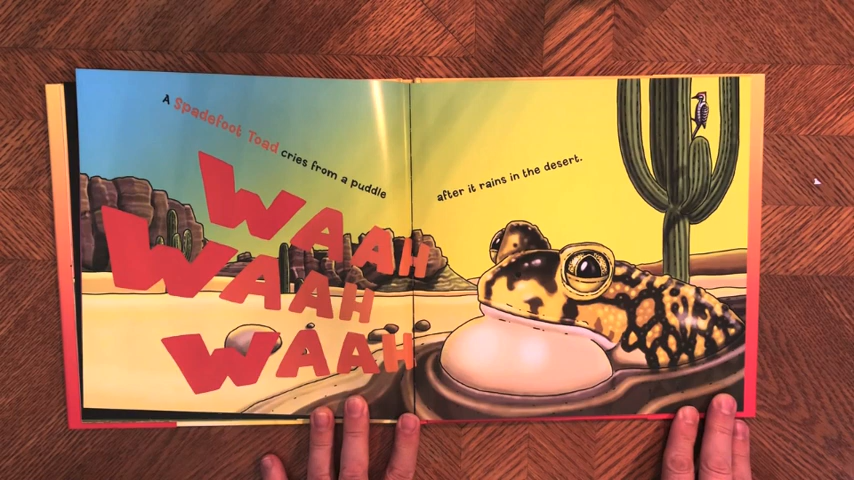 A Spadefoot Toad cries from a puddle
after it rains in the desert.
WAAH
WAAH
WAAH